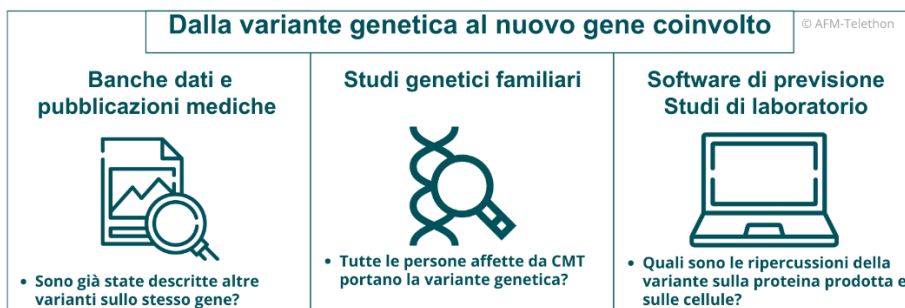 Dalla variante genetica al nuovo gene coinvolto
© AFM-Telethon
Banche dati e
pubblicazioni mediche
• Sono già state descritte altre
varianti sullo stesso gene?
Studi genetici familiari
• Tutte le persone affette da CMT
portano la variante genetica?
Software di previsione
Studi di laboratorio
• Quali sono le ripercussioni della
variante sulla proteina prodotta e
sulle cellule?